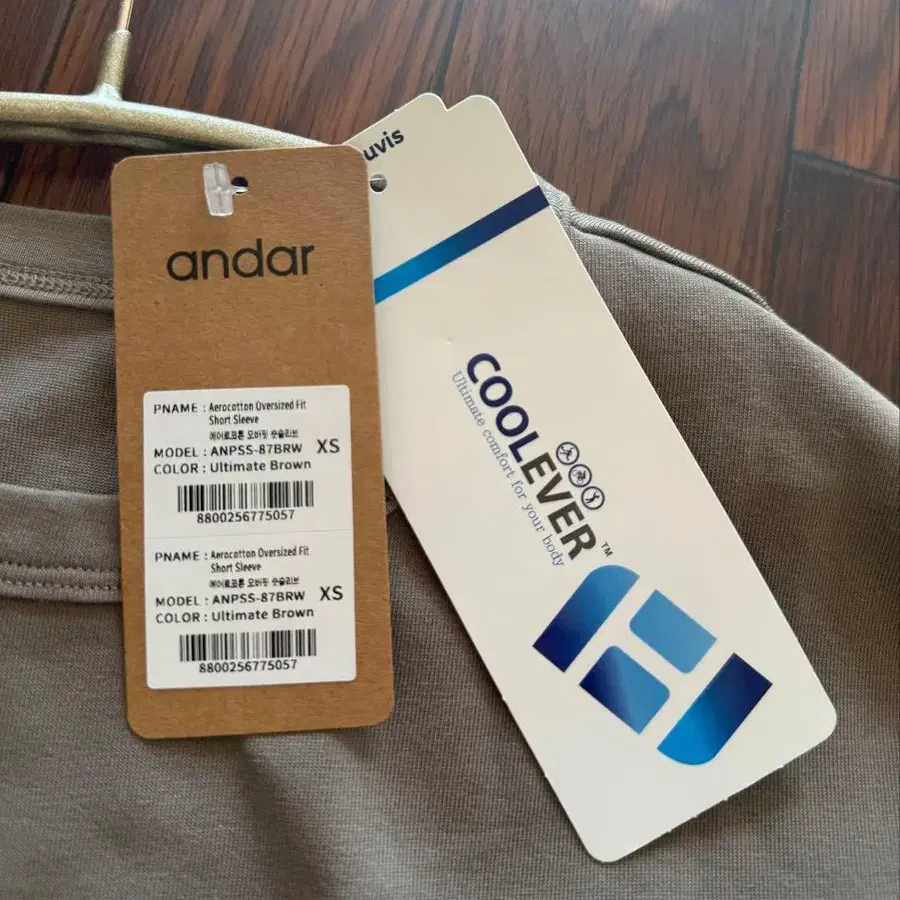 andar
PNAME : Aerocotton Oversized Fit
Short Sleeve
에어로코튼 오버핏 숏슬리브
MODEL : ANPSS-87BRW XS
COLOR : Ultimate Brown
8800256775057
PNAME : Aerocotton Oversized Fit
Short Sleeve
에어로코튼 오버핏 숏슬리브
MODEL : ANPSS-87BRW XS
COLOR : Ultimate Brown
8800256775057
uvis
COOLEVER™
Ultimate comfort for your body